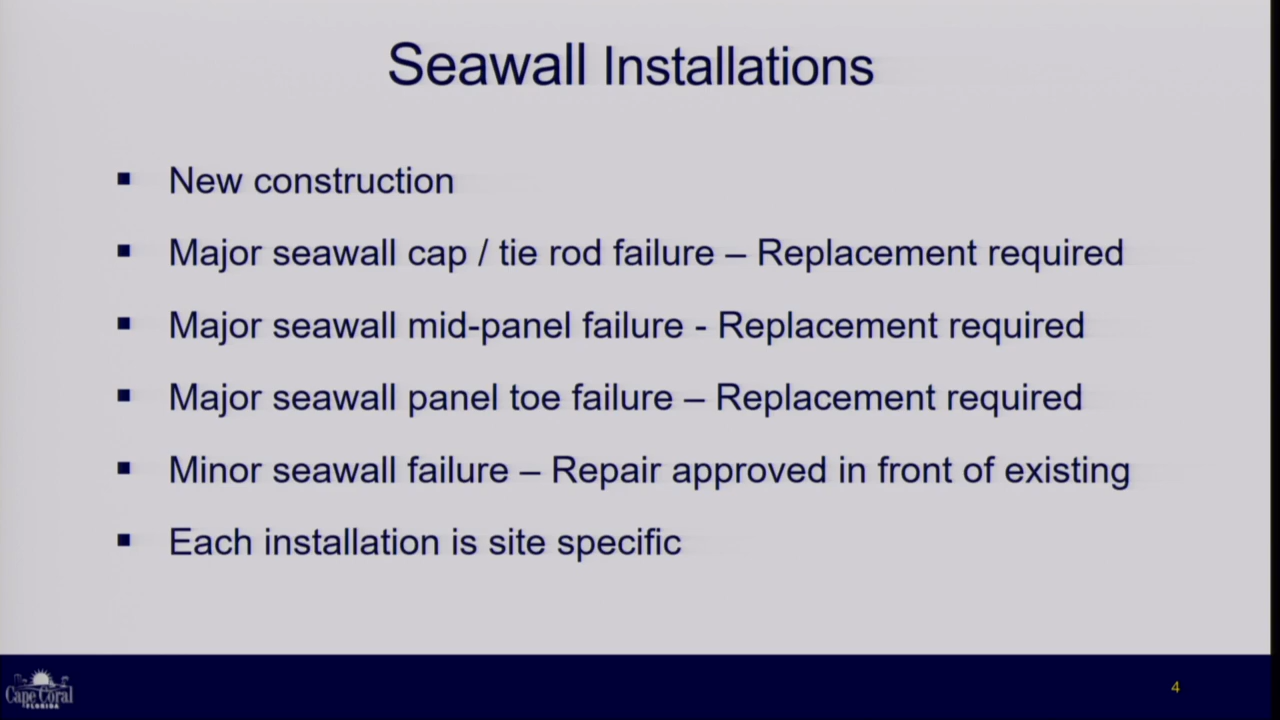 Seawall Installations
▪ New construction
▪ Major seawall cap / tie rod failure – Replacement required
▪ Major seawall mid-panel failure - Replacement required
▪ Major seawall panel toe failure – Replacement required
▪ Minor seawall failure – Repair approved in front of existing
▪ Each installation is site specific
Cape Coral
FLORIDA
4